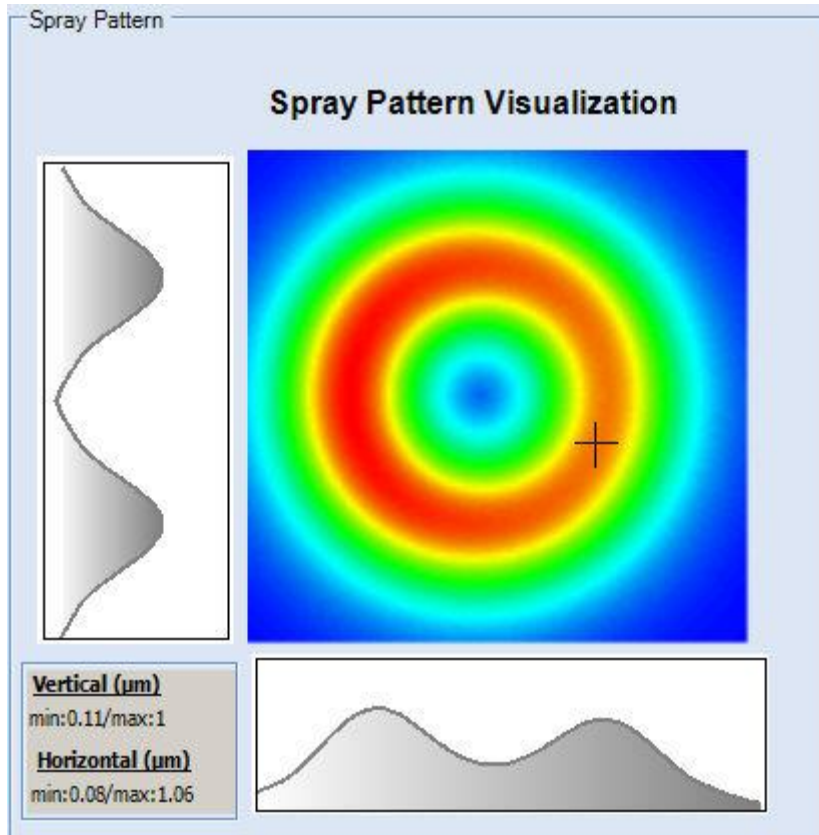 Spray Pattern
Spray Pattern Visualization
Vertical (µm)
min:0.11/max:1
Horizontal (µm)
min:0.08/max:1.06